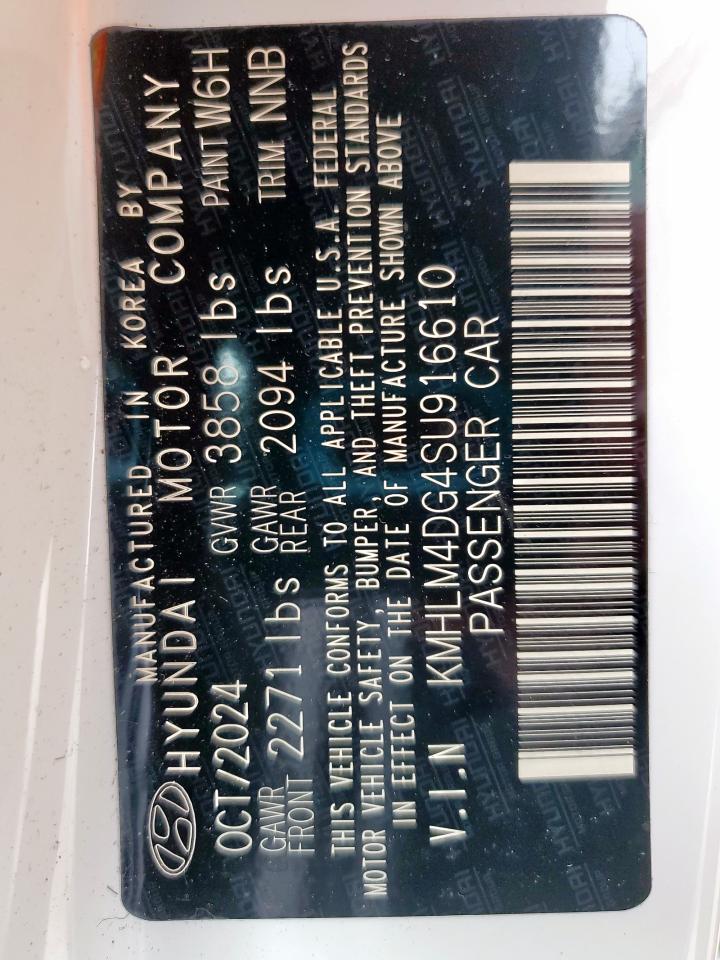 MANUFACTURED IN KOREA BY
HYUNDAI MOTOR COMPANY
OCT/2024 GVWR 3858 lbs PAINT W6H
GAWR FRONT 2271 lbs GAWR REAR 2094 lbs TRIM NNB
THIS VEHICLE CONFORMS TO ALL APPLICABLE U.S.A. FEDERAL
MOTOR VEHICLE SAFETY, BUMPER, AND THEFT PREVENTION STANDARDS
IN EFFECT ON THE DATE OF MANUFACTURE SHOWN ABOVE
V.I.N KMHLM4DG4SU916610
PASSENGER CAR